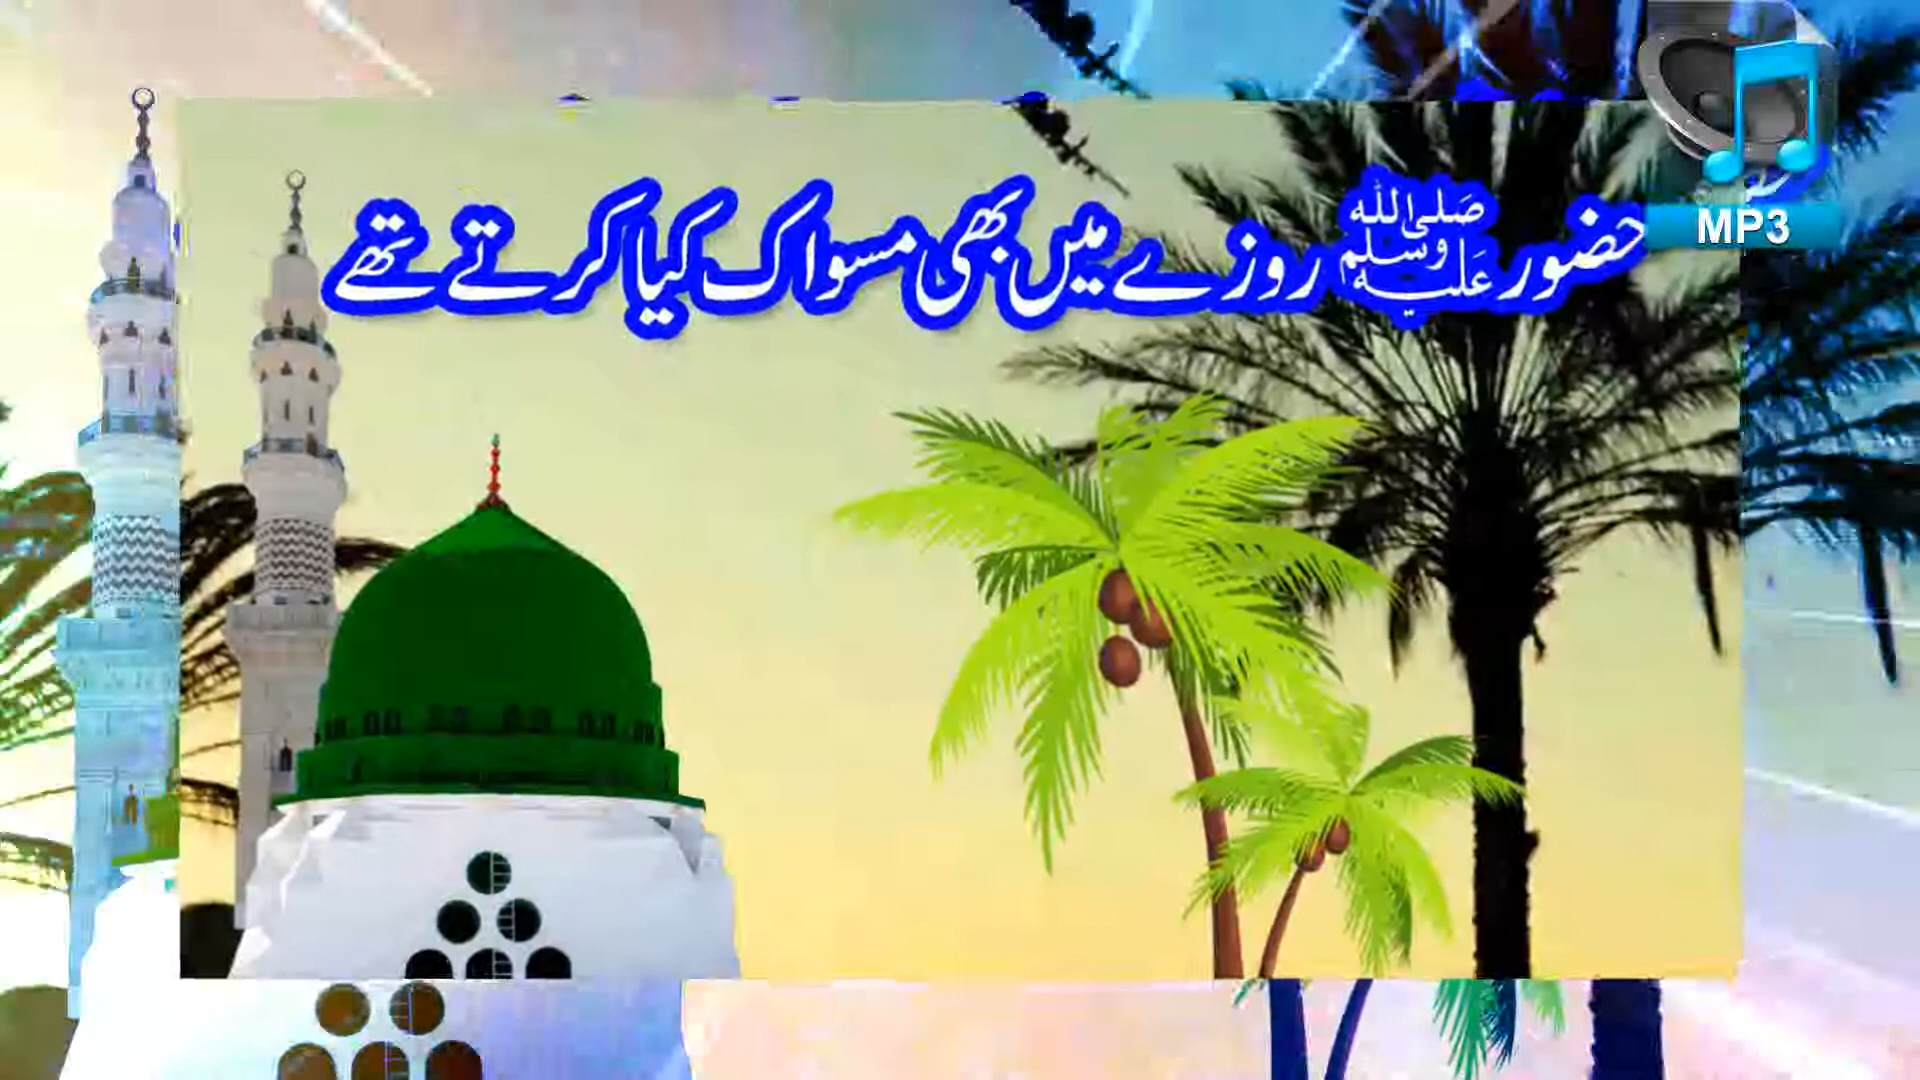 حضور صلی اللہ علیہ وسلم روزے میں بھی مسواک کیا کرتے تھے
MP3